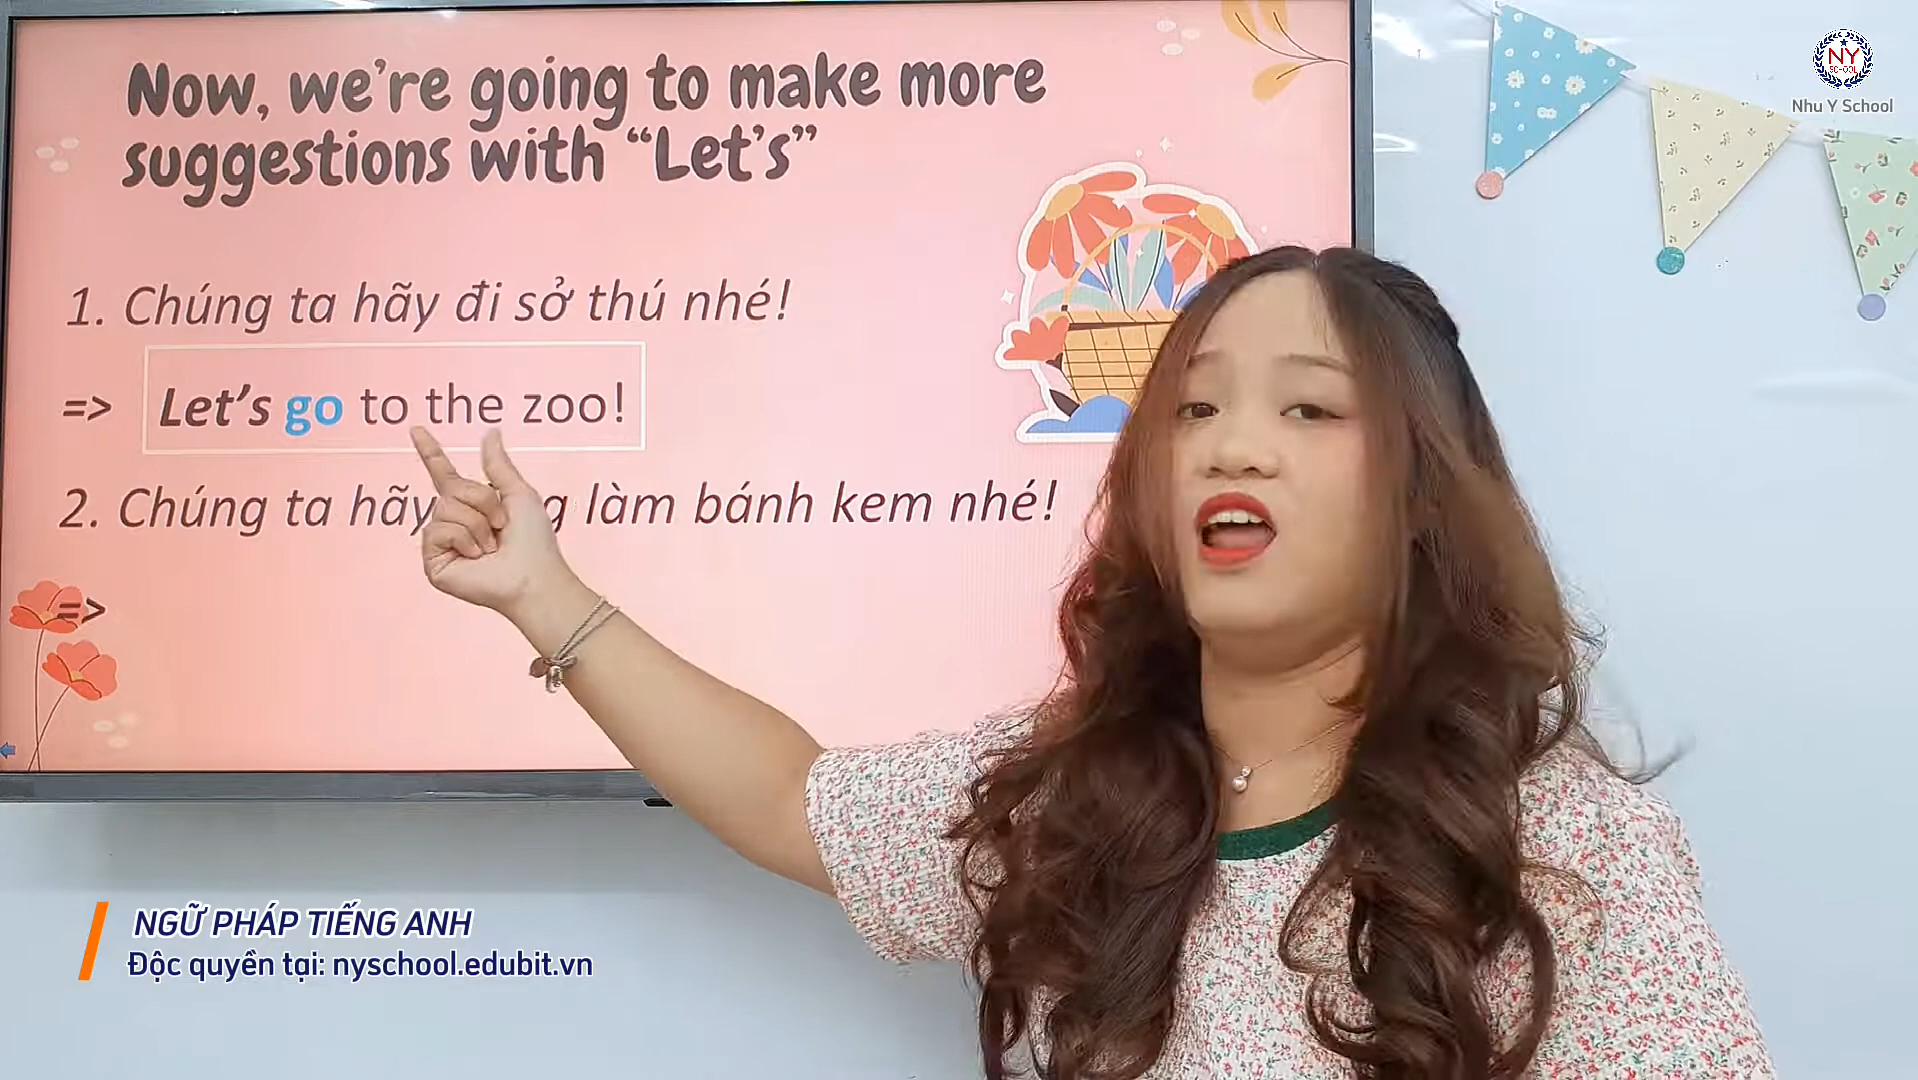 Now, we’re going to make more
suggestions with “Let’s”
1. Chúng ta hãy đi sở thú nhé!
=> Let’s go to the zoo!
2. Chúng ta hãy làm bánh kem nhé!
=>
NY
SCHOOL
Nhu Y School
NGỮ PHÁP TIẾNG ANH
Độc quyền tại: nyschool.edubit.vn